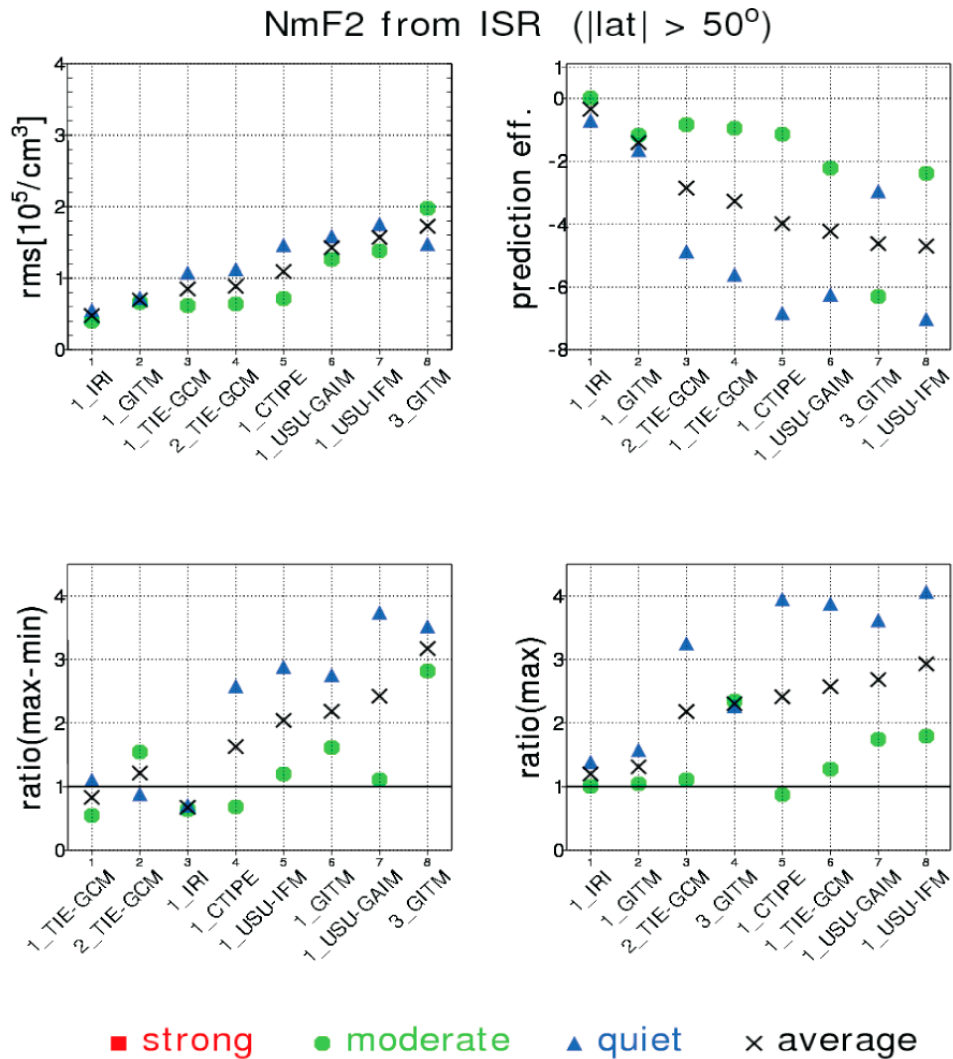 NmF2 from ISR (|lat| > 50°)
rms[10⁵/cm³]
4
3
2
1
0
1 2 3 4 5 6 7 8
1_IRI
1_GITM
1_TIE-GCM
2_TIE-GCM
1_CTIPE
1_USU-GAIM
1_USU-IFM
3_GITM
prediction eff.
1
0
-2
-4
-6
-8
1 2 3 4 5 6 7 8
1_IRI
1_GITM
2_TIE-GCM
1_TIE-GCM
1_CTIPE
1_USU-GAIM
3_GITM
1_USU-IFM
ratio(max-min)
4
3
2
1
0
1 2 3 4 5 6 7 8
1_TIE-GCM
2_TIE-GCM
1_IRI
1_CTIPE
1_USU-IFM
1_GITM
1_USU-GAIM
3_GITM
ratio(max)
4
3
2
1
0
1 2 3 4 5 6 7 8
1_IRI
1_GITM
2_TIE-GCM
3_GITM
1_CTIPE
1_TIE-GCM
1_USU-GAIM
1_USU-IFM
strong moderate quiet average